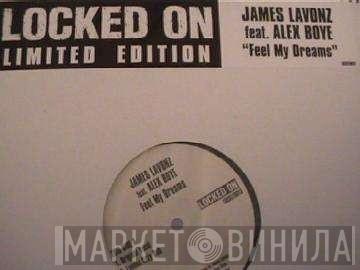 LOCKED ON
LIMITED EDITION
JAMES LAVONZ
feat. ALEX BOYE
"Feel My Dreams"
JAMES LAVONZ
feat. ALEX BOYE
Feel My Dreams
LOCKED ON
МАРКЕТ ВИНИЛА